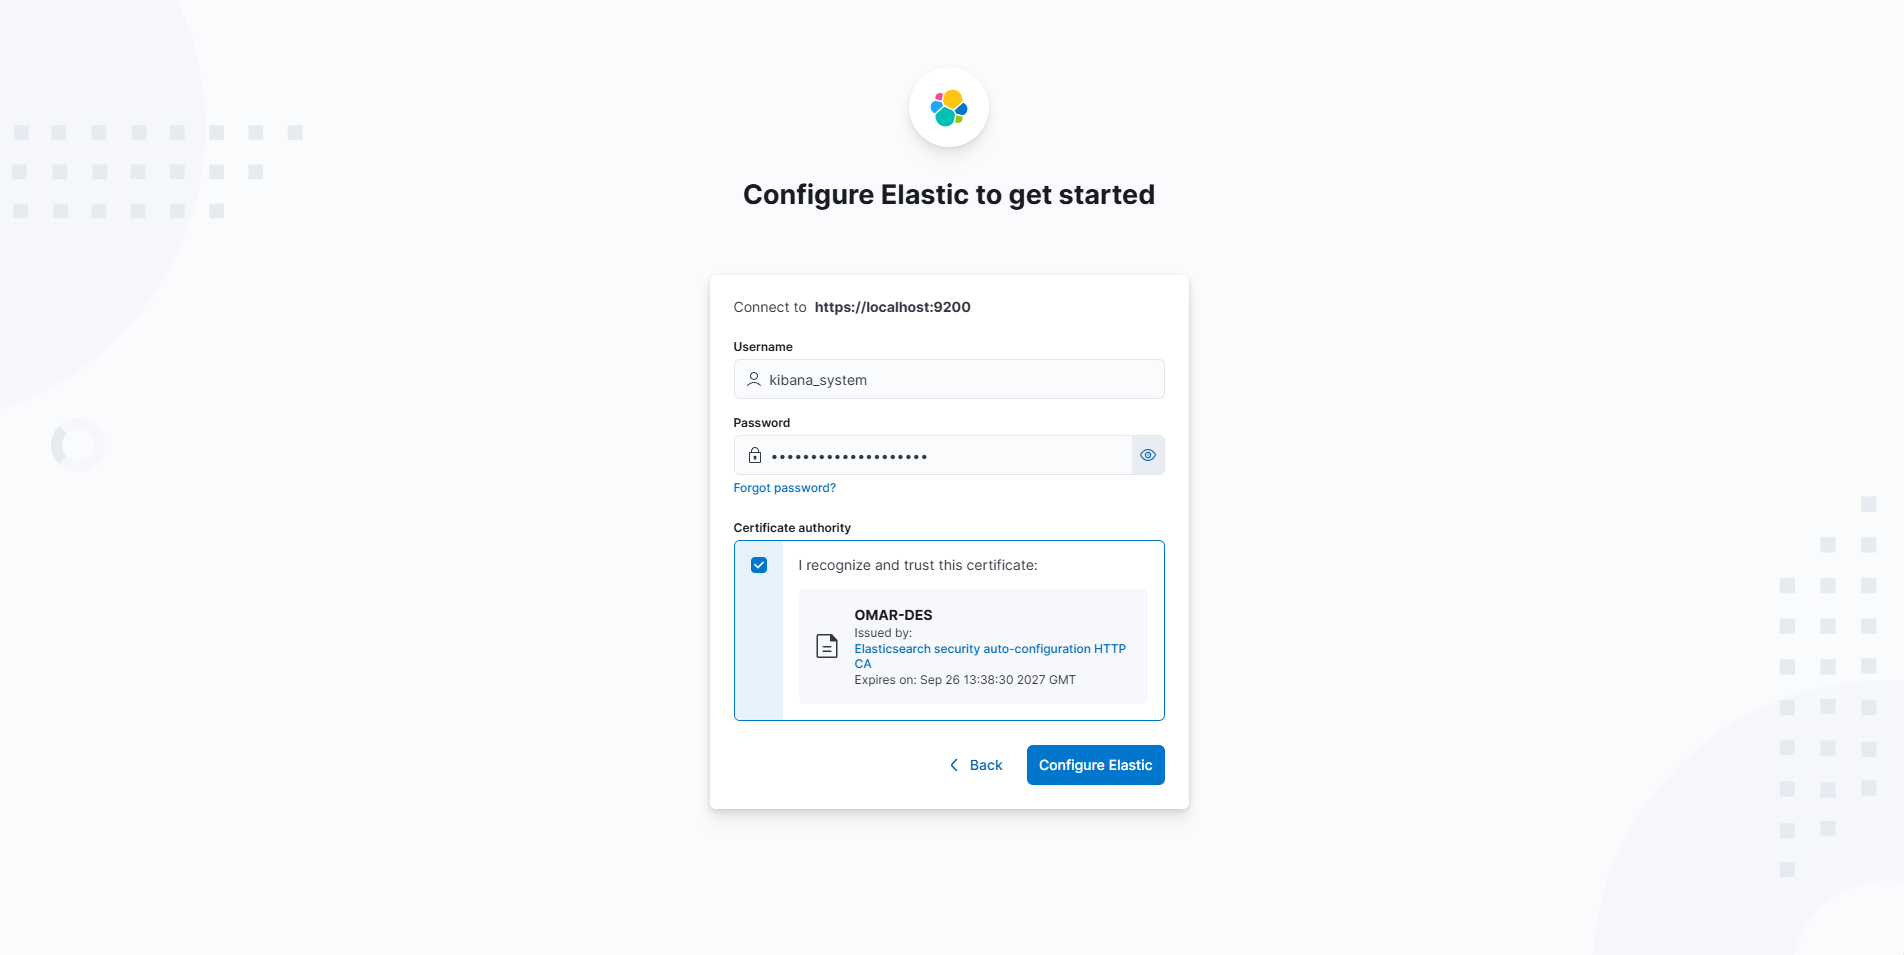 Configure Elastic to get started
Connect to https://localhost:9200
Username
kibana_system
Password
••••••••••••••••••••
Forgot password?
Certificate authority
I recognize and trust this certificate:
OMAR-DES
Issued by:
Elasticsearch security auto-configuration HTTP
CA
Expires on: Sep 26 13:38:30 2027 GMT
Back
Configure Elastic